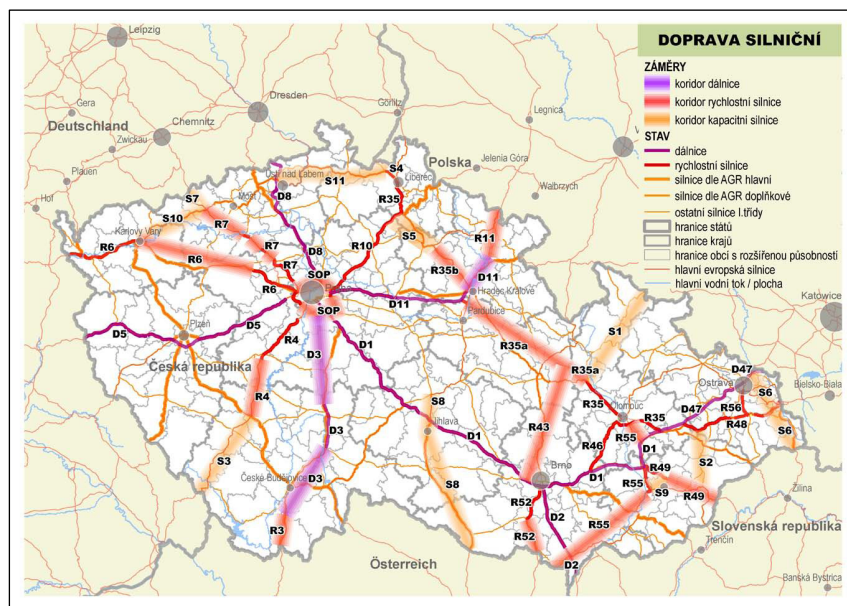 DOPRAVA SILNIČNÍ
ZÁMĚRY
koridor dálnice
koridor rychlostní silnice
koridor kapacitní silnice
STAV
dálnice
rychlostní silnice
silnice dle AGR hlavní
silnice dle AGR doplňkové
ostatní silnice I.třídy
hranice států
hranice krajů
hranice obcí s rozšířenou působností
hlavní evropská silnice
hlavní vodní tok / plocha
Leipzig
Dresden
Görlitz
Legnica
Gera
Chemnitz
Deutschland
Zwickau
Polska
Jelenia Góra
Plauen
Walbrzych
Hof
Ústí nad Labem
S11
S4
Liberec
D8
R35
S7
Most
S10
R7
Karlovy Vary
R6
R6
R7
R7
D8
R10
S5
R11
R35b
R6
SOP
D11
SOP
D11
Hradec Králové
Pardubice
Katowice
D5
Plzeň
D5
R4
D3
D1
R35a
S1
Česká republika
R35a
D47
Ostrava
R4
S8
R35
S6
Bielsko-Biała
Jihlava
Olomouc
D47
R56
D3
R43
R35
R48
S6
D1
R46
R55
D1
S3
České Budějovice
D3
Brno
D1
R49
S2
S8
R55
S9
R49
Žilina
R52
D2
R55
R3
R52
Slovenská republika
Österreich
D2
Trenčín
Banská Bystrica